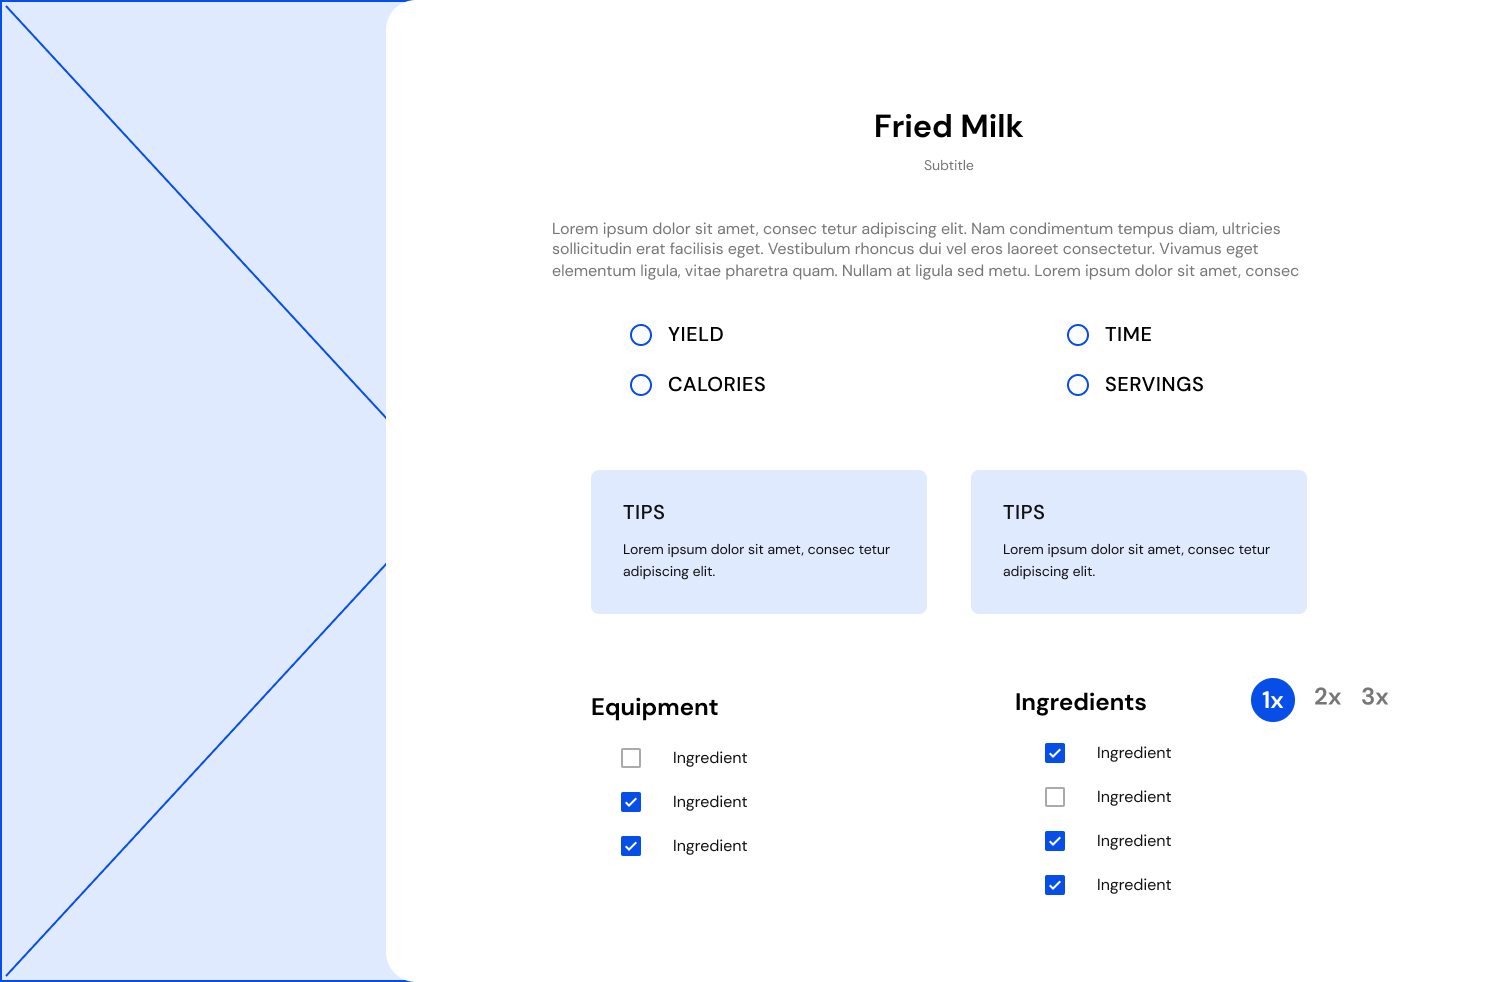 Fried Milk
Subtitle
Lorem ipsum dolor sit amet, consec tetur adipiscing elit. Nam condimentum tempus diam, ultricies
sollicitudin erat facilisis eget. Vestibulum rhoncus dui vel eros laoreet consectetur. Vivamus eget
elementum ligula, vitae pharetra quam. Nullam at ligula sed metu. Lorem ipsum dolor sit amet, consec
YIELD
TIME
CALORIES
SERVINGS
TIPS
Lorem ipsum dolor sit amet, consec tetur
adipiscing elit.
TIPS
Lorem ipsum dolor sit amet, consec tetur
adipiscing elit.
Equipment
Ingredient
Ingredient
Ingredient
Ingredients
1x 2x 3x
Ingredient
Ingredient
Ingredient
Ingredient